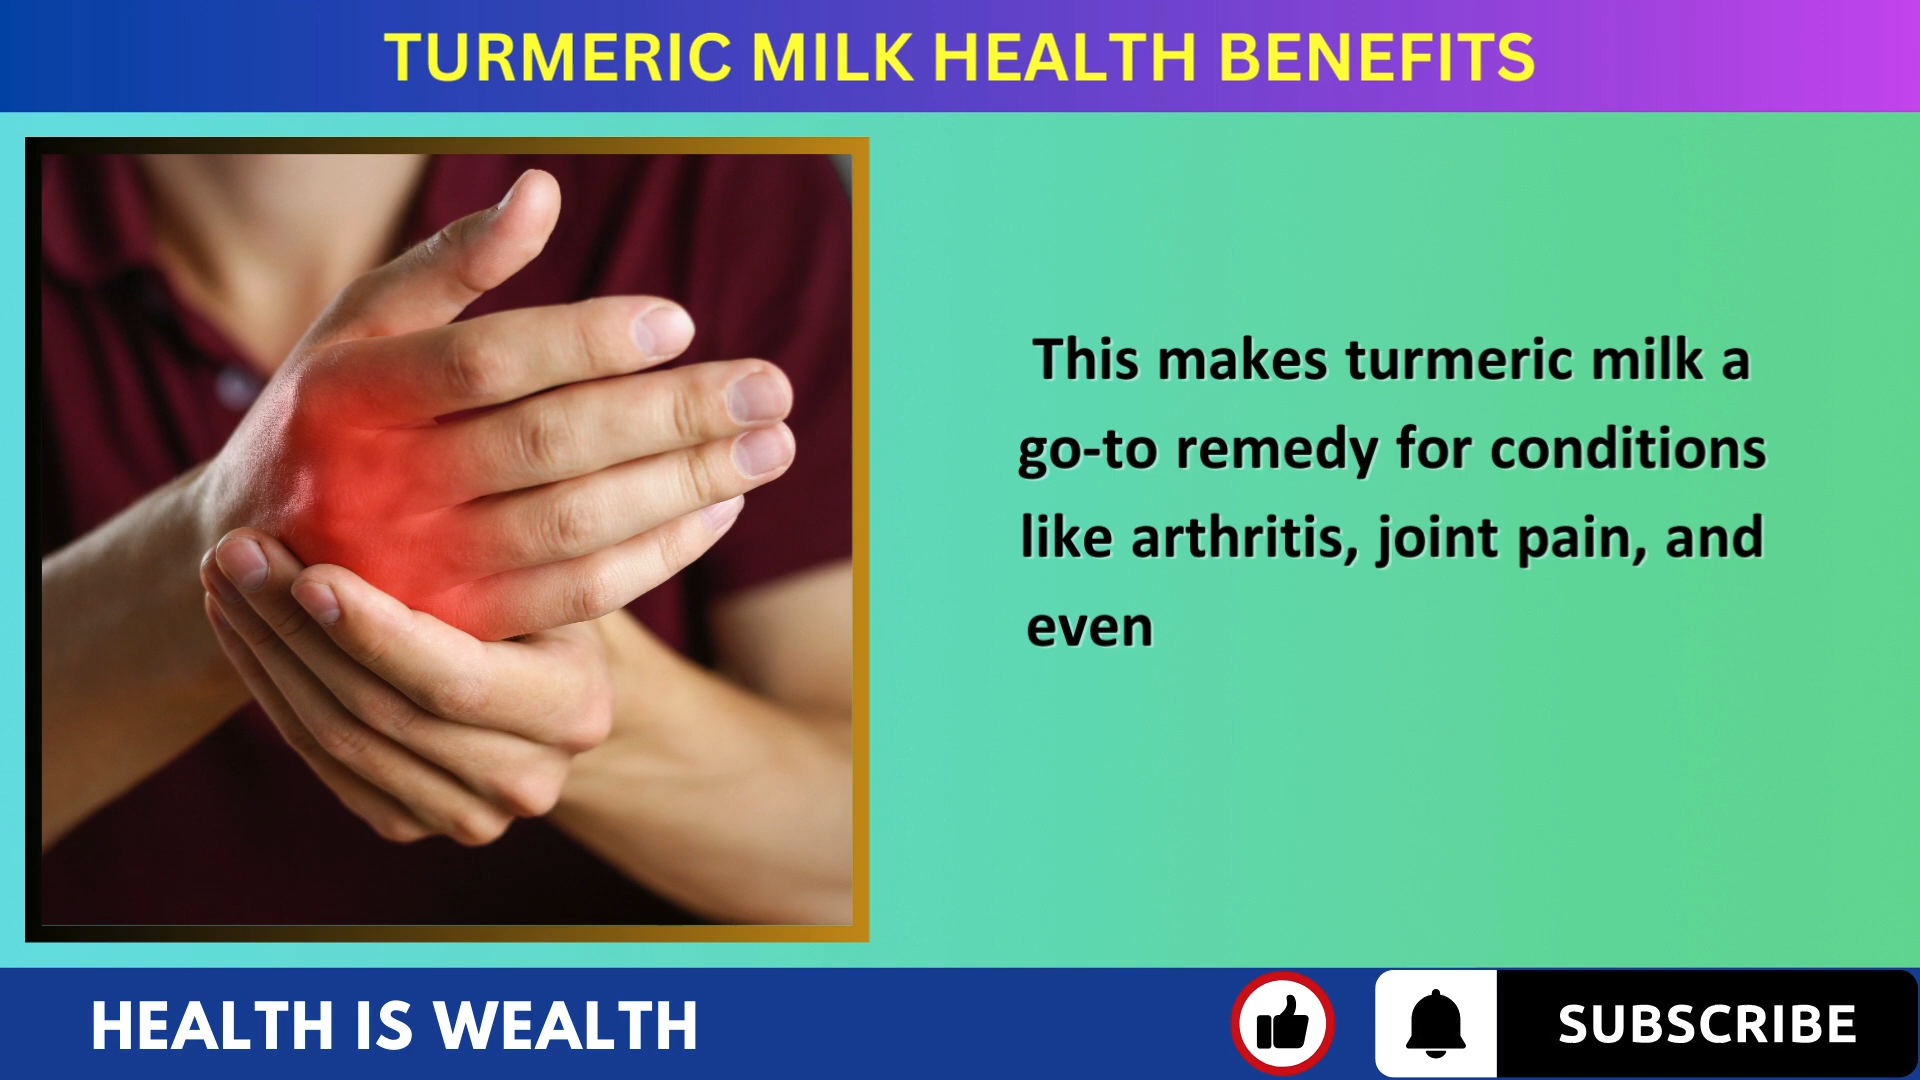 TURMERIC MILK HEALTH BENEFITS
This makes turmeric milk a
go-to remedy for conditions
like arthritis, joint pain, and
even
HEALTH IS WEALTH
SUBSCRIBE